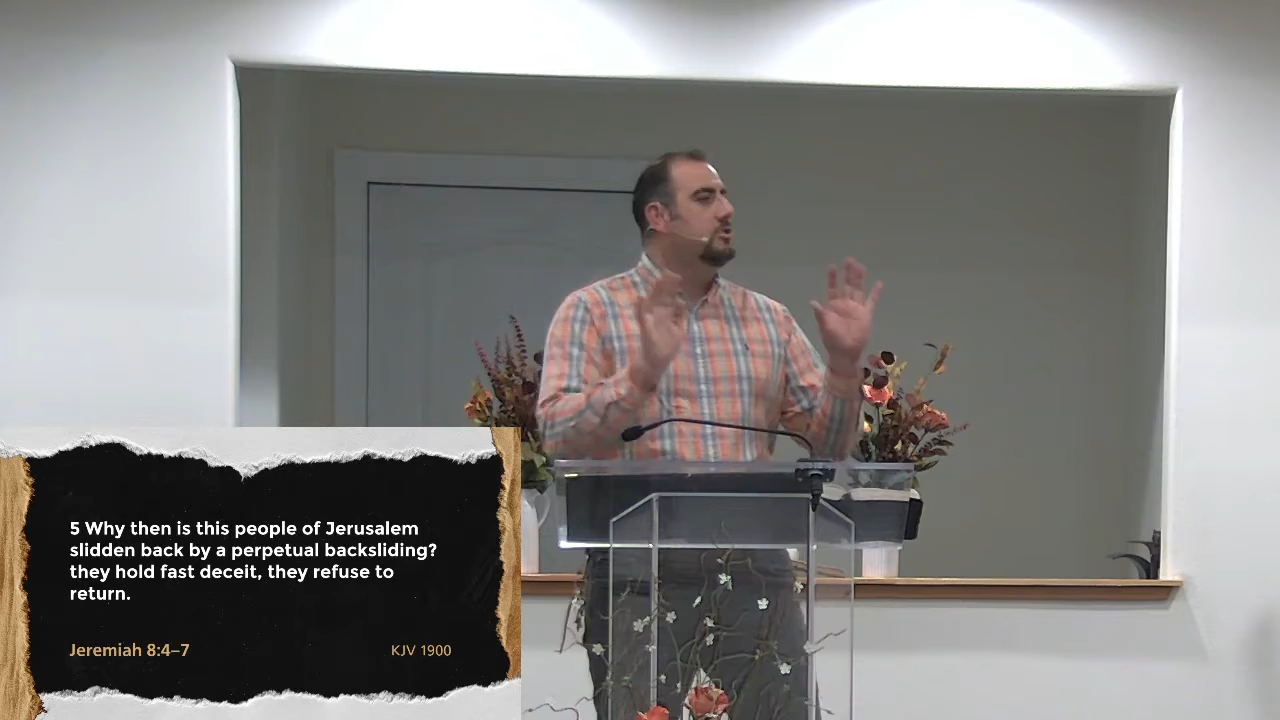 5 Why then is this people of Jerusalem
slidden back by a perpetual backsliding?
they hold fast deceit, they refuse to
return.
Jeremiah 8:4–7
KJV 1900